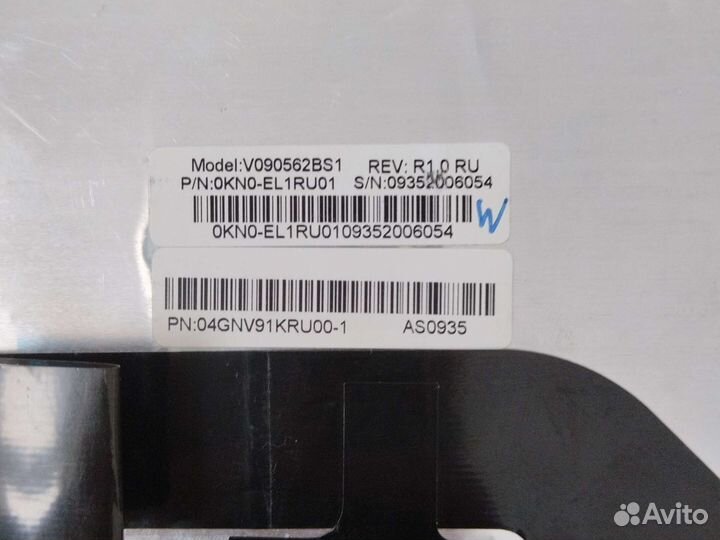 Model:V090562BS1 REV: R1.0 RU
P/N:0KN0-EL1RU01 S/N:09352006054
0KN0-EL1RU0109352006054
W
PN:04GNV91KRU00-1 AS0935
Avito